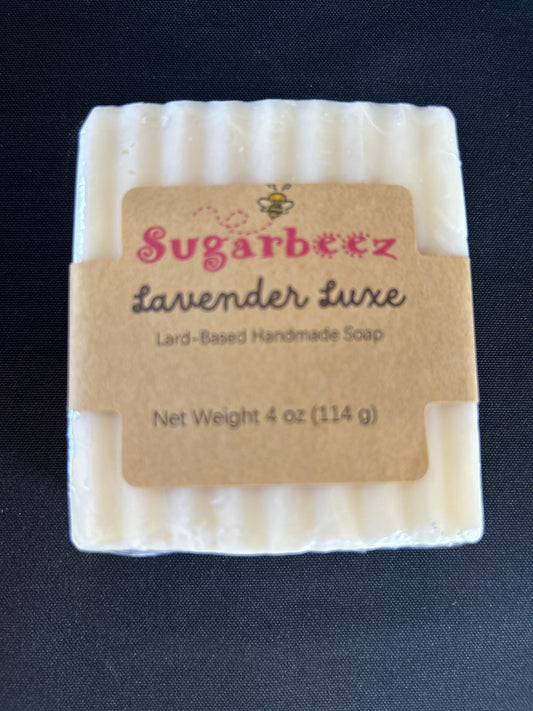 Sugarbeez
Lavender Luxe
Lard-Based Handmade Soap
Net Weight 4 oz (114 g)